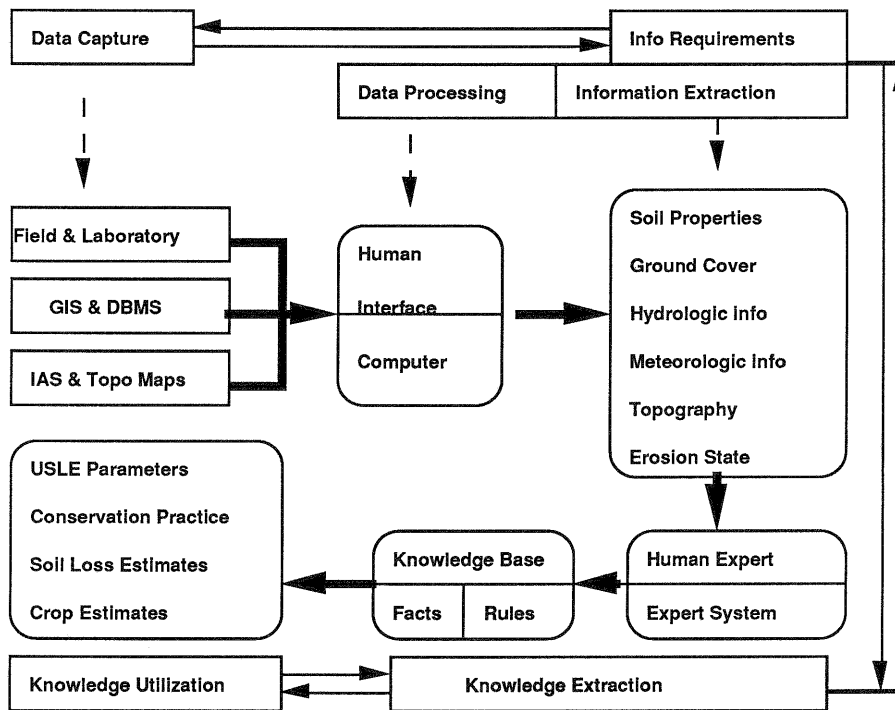 Data Capture
Info Requirements
Data Processing
Information Extraction
Field & Laboratory
GIS & DBMS
IAS & Topo Maps
Human
Interface
Computer
Soil Properties
Ground Cover
Hydrologic info
Meteorologic info
Topography
Erosion State
USLE Parameters
Conservation Practice
Soil Loss Estimates
Crop Estimates
Knowledge Base
Facts
Rules
Human Expert
Expert System
Knowledge Utilization
Knowledge Extraction